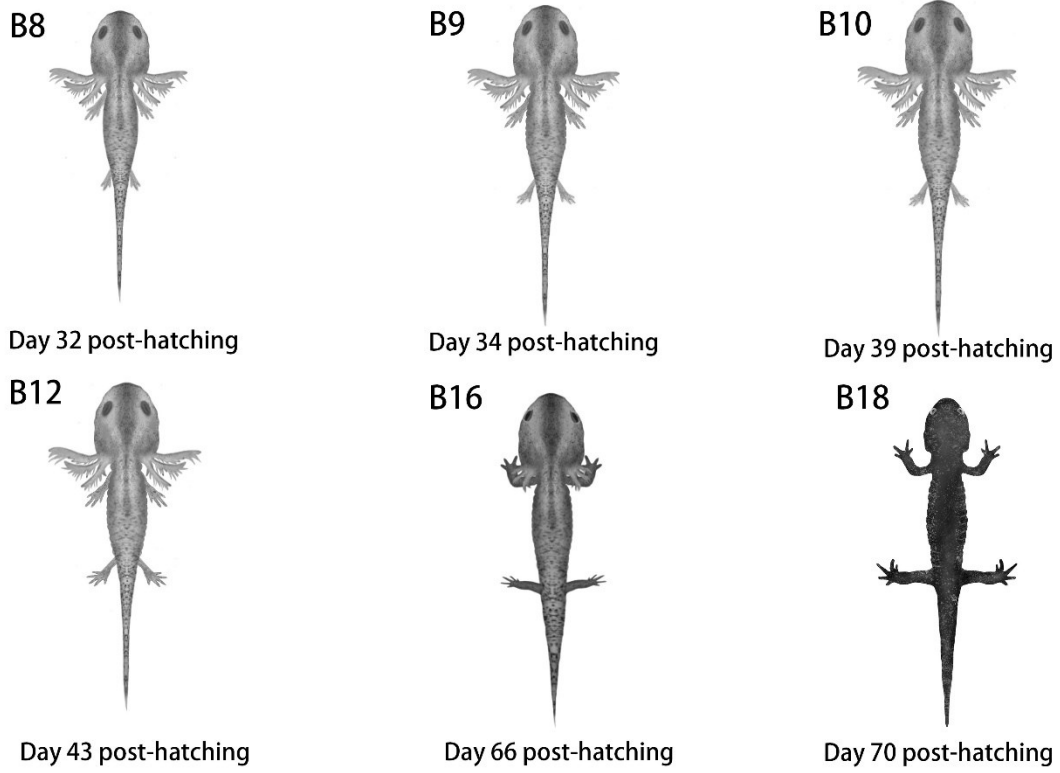 B8
B9
B10
Day 32 post-hatching
Day 34 post-hatching
Day 39 post-hatching
B12
B16
B18
Day 43 post-hatching
Day 66 post-hatching
Day 70 post-hatching